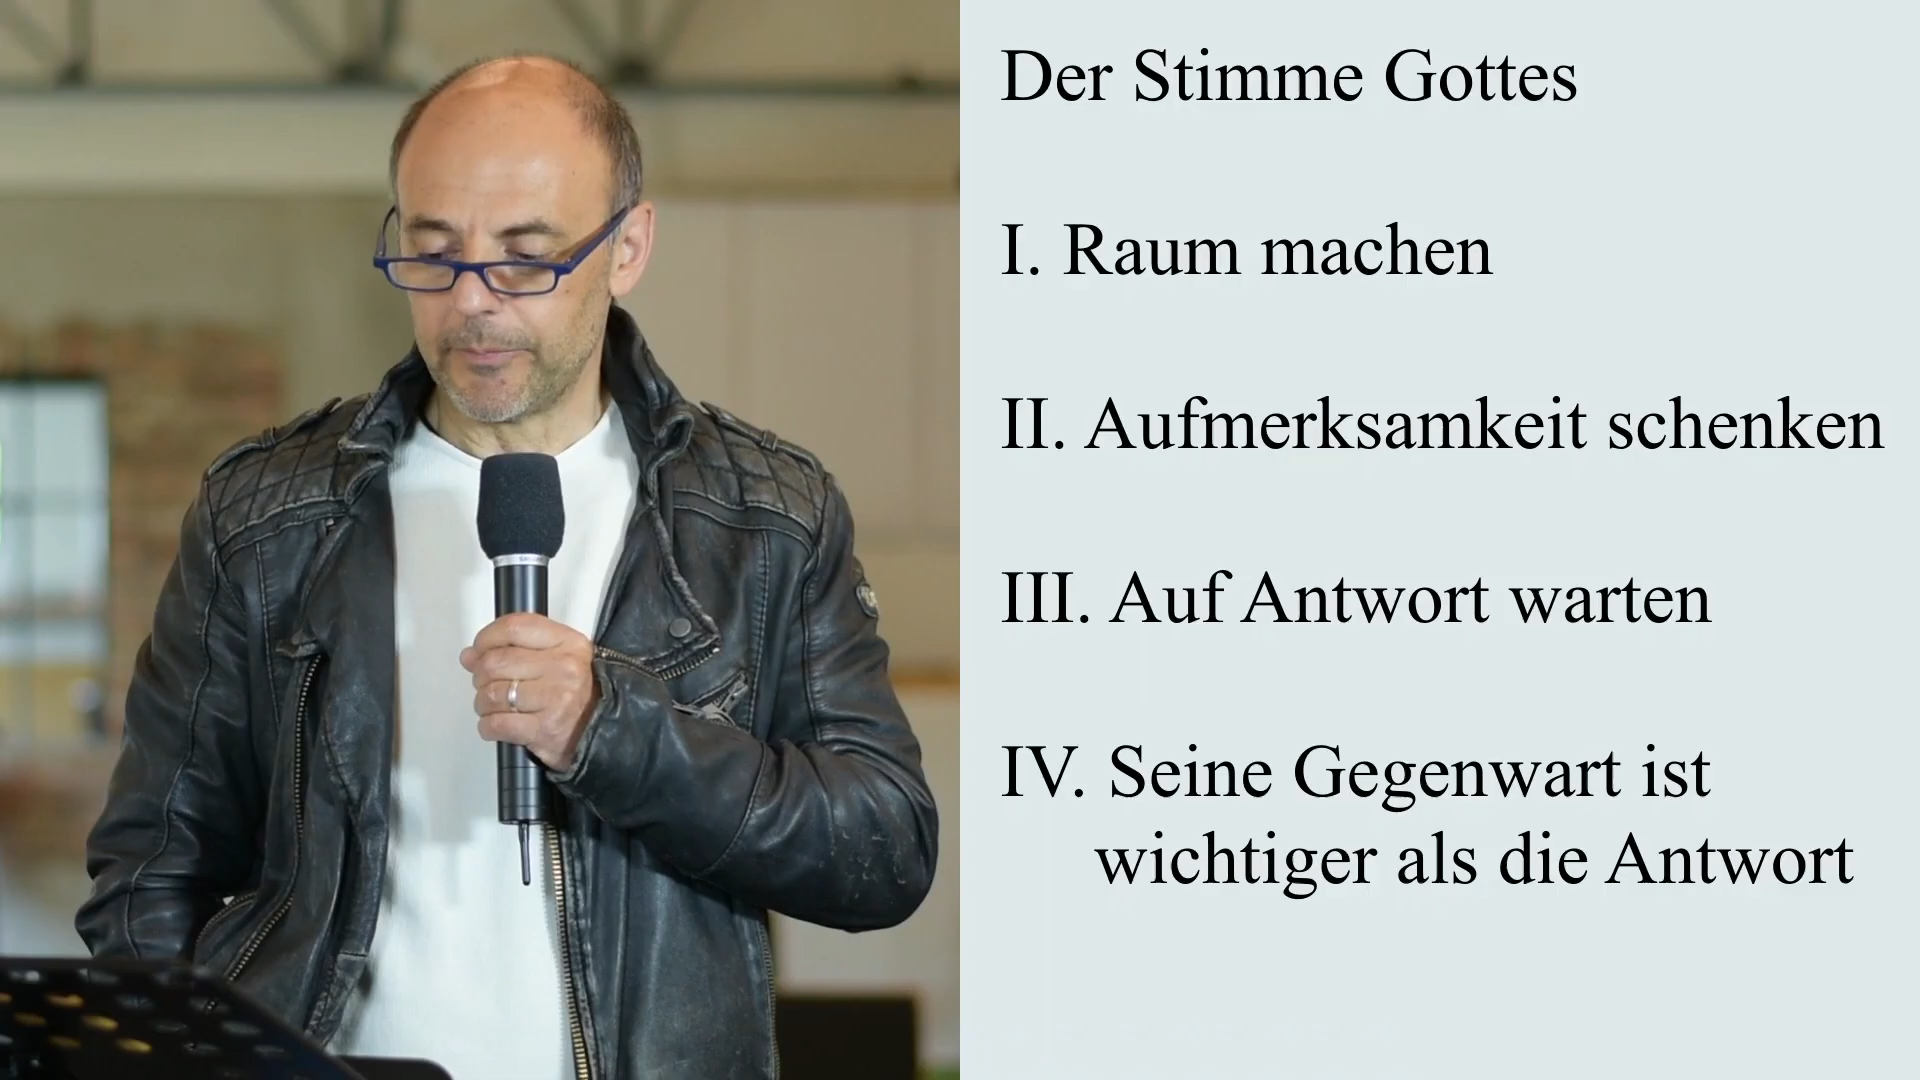 Der Stimme Gottes
I. Raum machen
II. Aufmerksamkeit schenken
III. Auf Antwort warten
IV. Seine Gegenwart ist
wichtiger als die Antwort